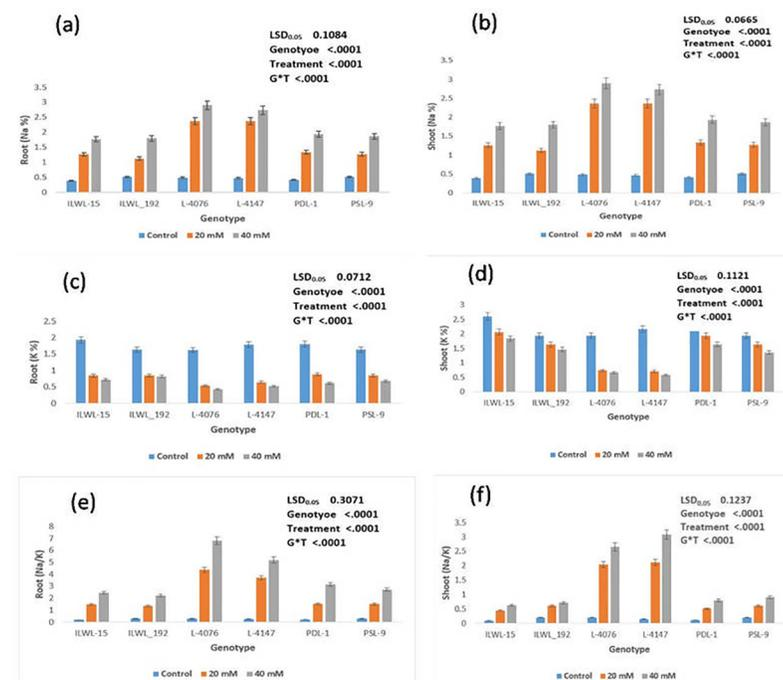 (a)
LSD0.05 0.1084
Genotyoe <.0001
Treatment <.0001
G*T <.0001
Root (Na %)
3.5
3
2.5
2
1.5
1
0.5
0
ILWL-15 ILWL_192 L-4076 L-4147 PDL-1 PSL-9
Genotype
Control 20 mM 40 mM
(b)
LSD0.05 0.0665
Genotyoe <.0001
Treatment <.0001
G*T <.0001
Shoot (Na %)
3.5
3
2.5
2
1.5
1
0.5
0
ILWL-15 ILWL_192 L-4076 L-4147 PDL-1 PSL-9
Genotype
Control 20 mM 40 mM
(c)
LSD0.05 0.0712
Genotyoe <.0001
Treatment <.0001
G*T <.0001
Root (K %)
2.5
2
1.5
1
0.5
0
ILWL-15 ILWL_192 L-4076 L-4147 PDL-1 PSL-9
Genotype
Control 20 mM 40 mM
(d)
LSD0.05 0.1121
Genotyoe <.0001
Treatment <.0001
G*T <.0001
Shoot (K %)
3
2.5
2
1.5
1
0.5
0
ILWL-15 ILWL_192 L-4076 L-4147 PDL-1 PSL-9
Genotype
Control 20 mM 40 mM
(e)
LSD0.05 0.3071
Genotyoe <.0001
Treatment <.0001
G*T <.0001
Root (Na/K)
8
7
6
5
4
3
2
1
0
ILWL-15 ILWL_192 L-4076 L-4147 PDL-1 PSL-9
Genotype
Control 20 mM 40 mM
(f)
LSD0.05 0.1237
Genotyoe <.0001
Treatment <.0001
G*T <.0001
Shoot (Na/K)
3.5
3
2.5
2
1.5
1
0.5
0
ILWL-15 ILWL_192 L-4076 L-4147 PDL-1 PSL-9
Genotype
Control 20 mM 40 mM